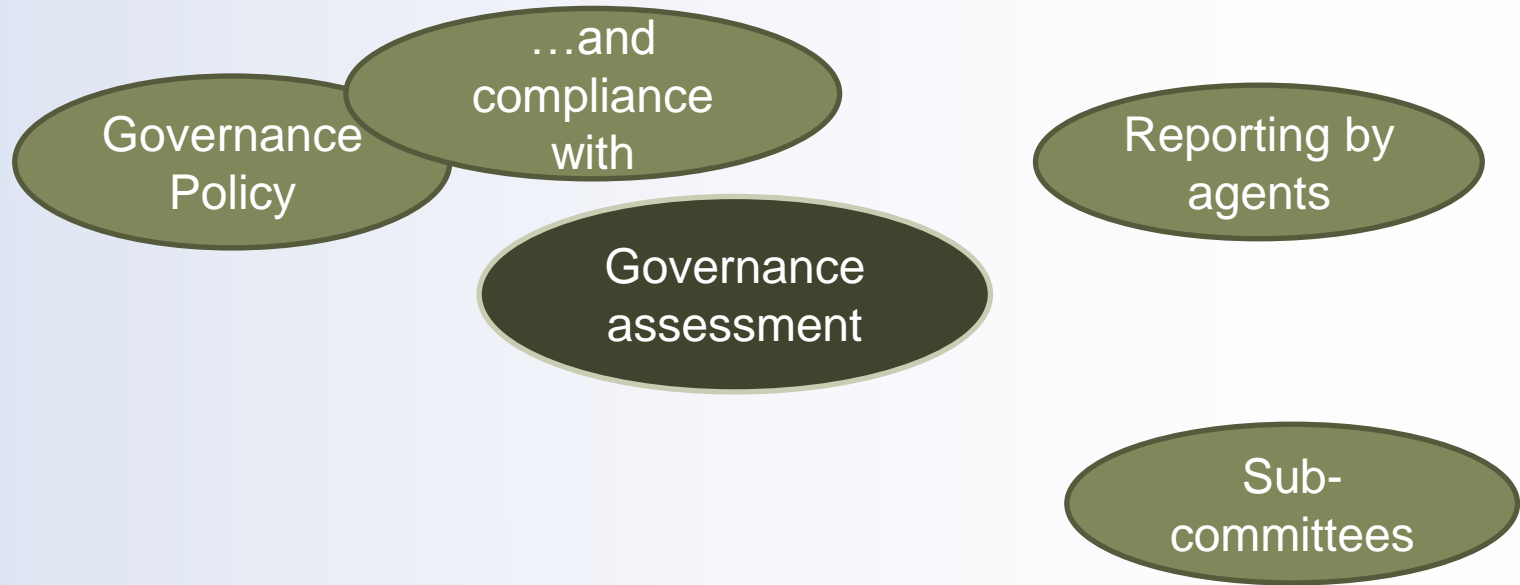 …and
compliance
with
Governance
Policy
Reporting by
agents
Governance
assessment
Sub-
committees